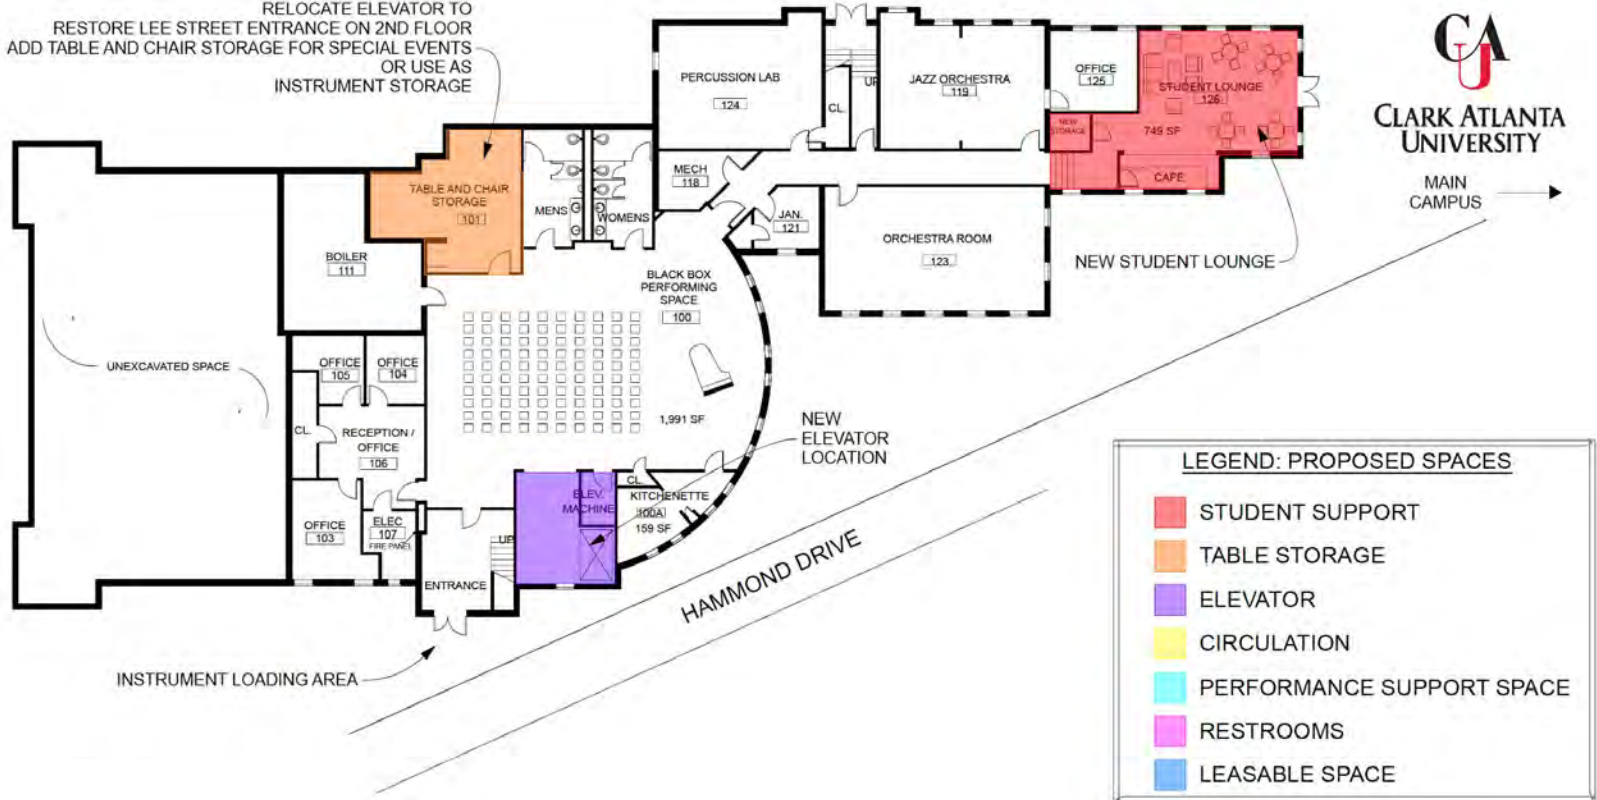 RELOCATE ELEVATOR TO
RESTORE LEE STREET ENTRANCE ON 2ND FLOOR
ADD TABLE AND CHAIR STORAGE FOR SPECIAL EVENTS
OR USE AS
INSTRUMENT STORAGE
CAU
CLARK ATLANTA
UNIVERSITY
MAIN
CAMPUS
PERCUSSION LAB
124
CL.
UP
JAZZ ORCHESTRA
119
OFFICE
125
STUDENT LOUNGE
126
749 SF
NEW
STORAGE
CAFE
NEW STUDENT LOUNGE
TABLE AND CHAIR
STORAGE
101
MENS
WOMENS
MECH
118
JAN.
121
ORCHESTRA ROOM
123
BOILER
111
BLACK BOX
PERFORMING
SPACE
100
1,991 SF
UNEXCAVATED SPACE
OFFICE
105
OFFICE
104
CL.
RECEPTION /
OFFICE
106
OFFICE
103
ELEC
107
FIRE PANEL
ENTRANCE
UP
ELEV.
MACHINE
CL.
KITCHENETTE
100A
159 SF
NEW
ELEVATOR
LOCATION
HAMMOND DRIVE
INSTRUMENT LOADING AREA
LEGEND: PROPOSED SPACES
STUDENT SUPPORT
TABLE STORAGE
ELEVATOR
CIRCULATION
PERFORMANCE SUPPORT SPACE
RESTROOMS
LEASABLE SPACE